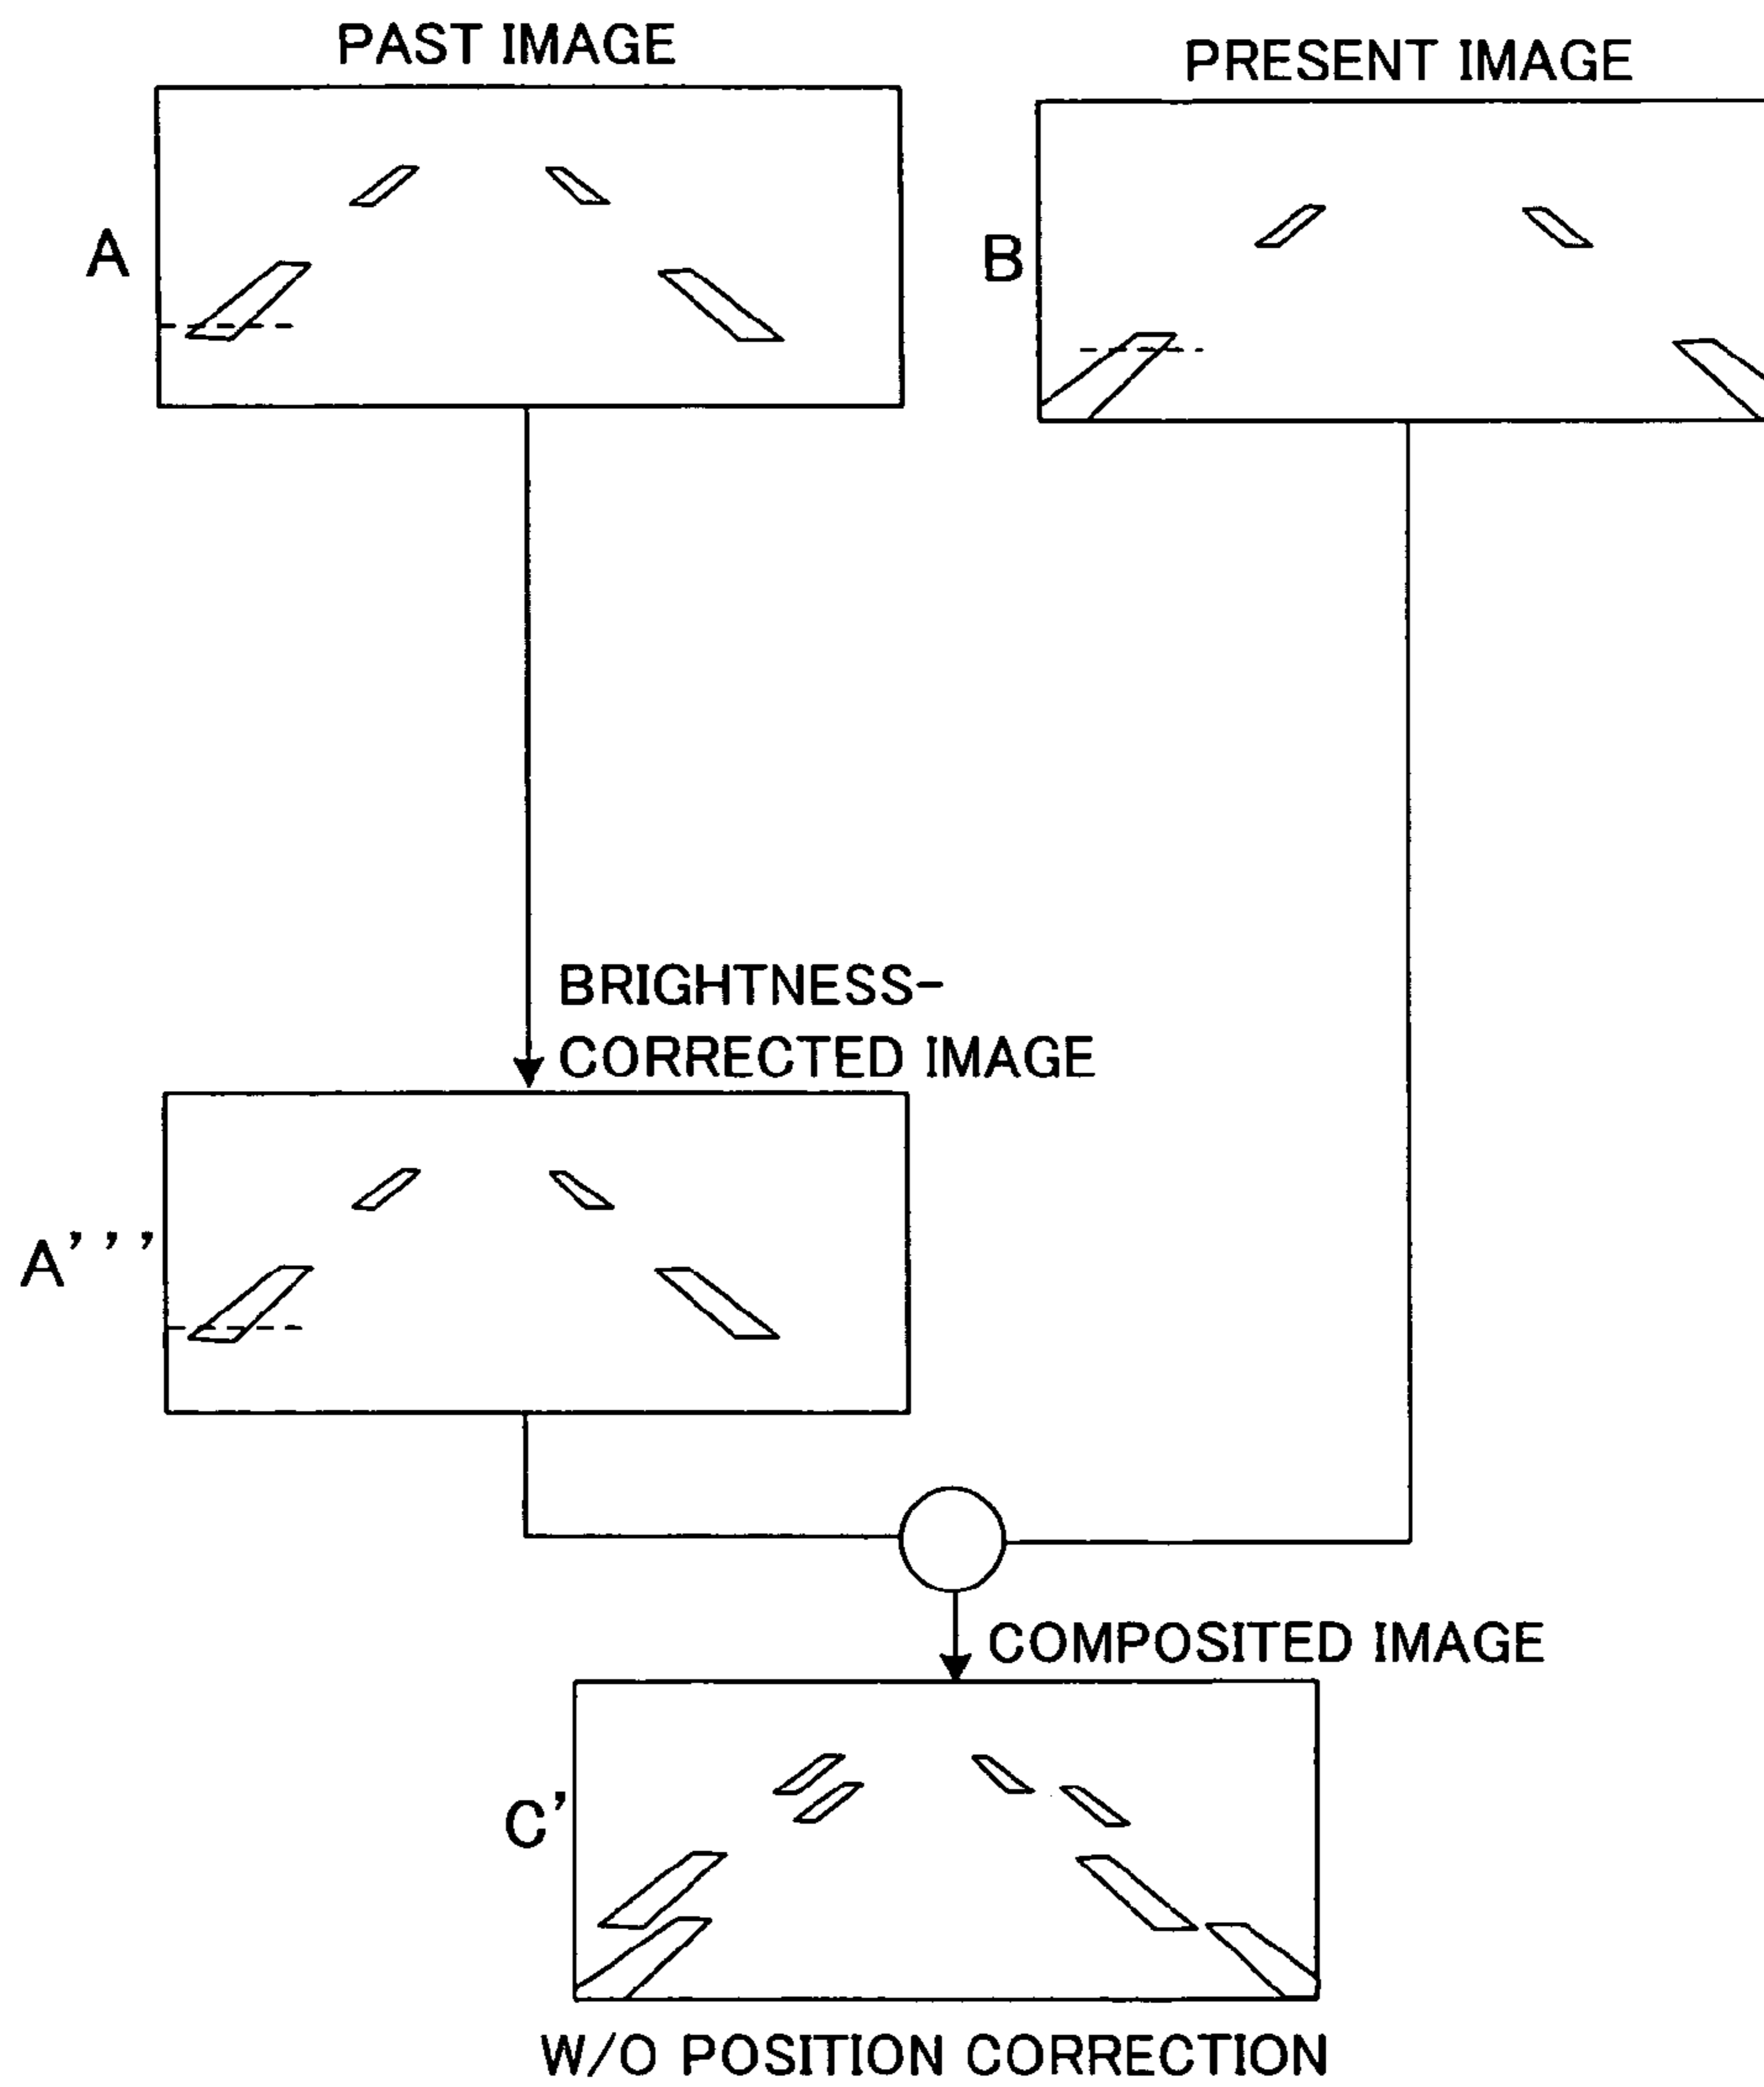 PAST IMAGE
PRESENT IMAGE
A
B
BRIGHTNESS-
CORRECTED IMAGE
A'''
COMPOSITED IMAGE
C'
W/O POSITION CORRECTION